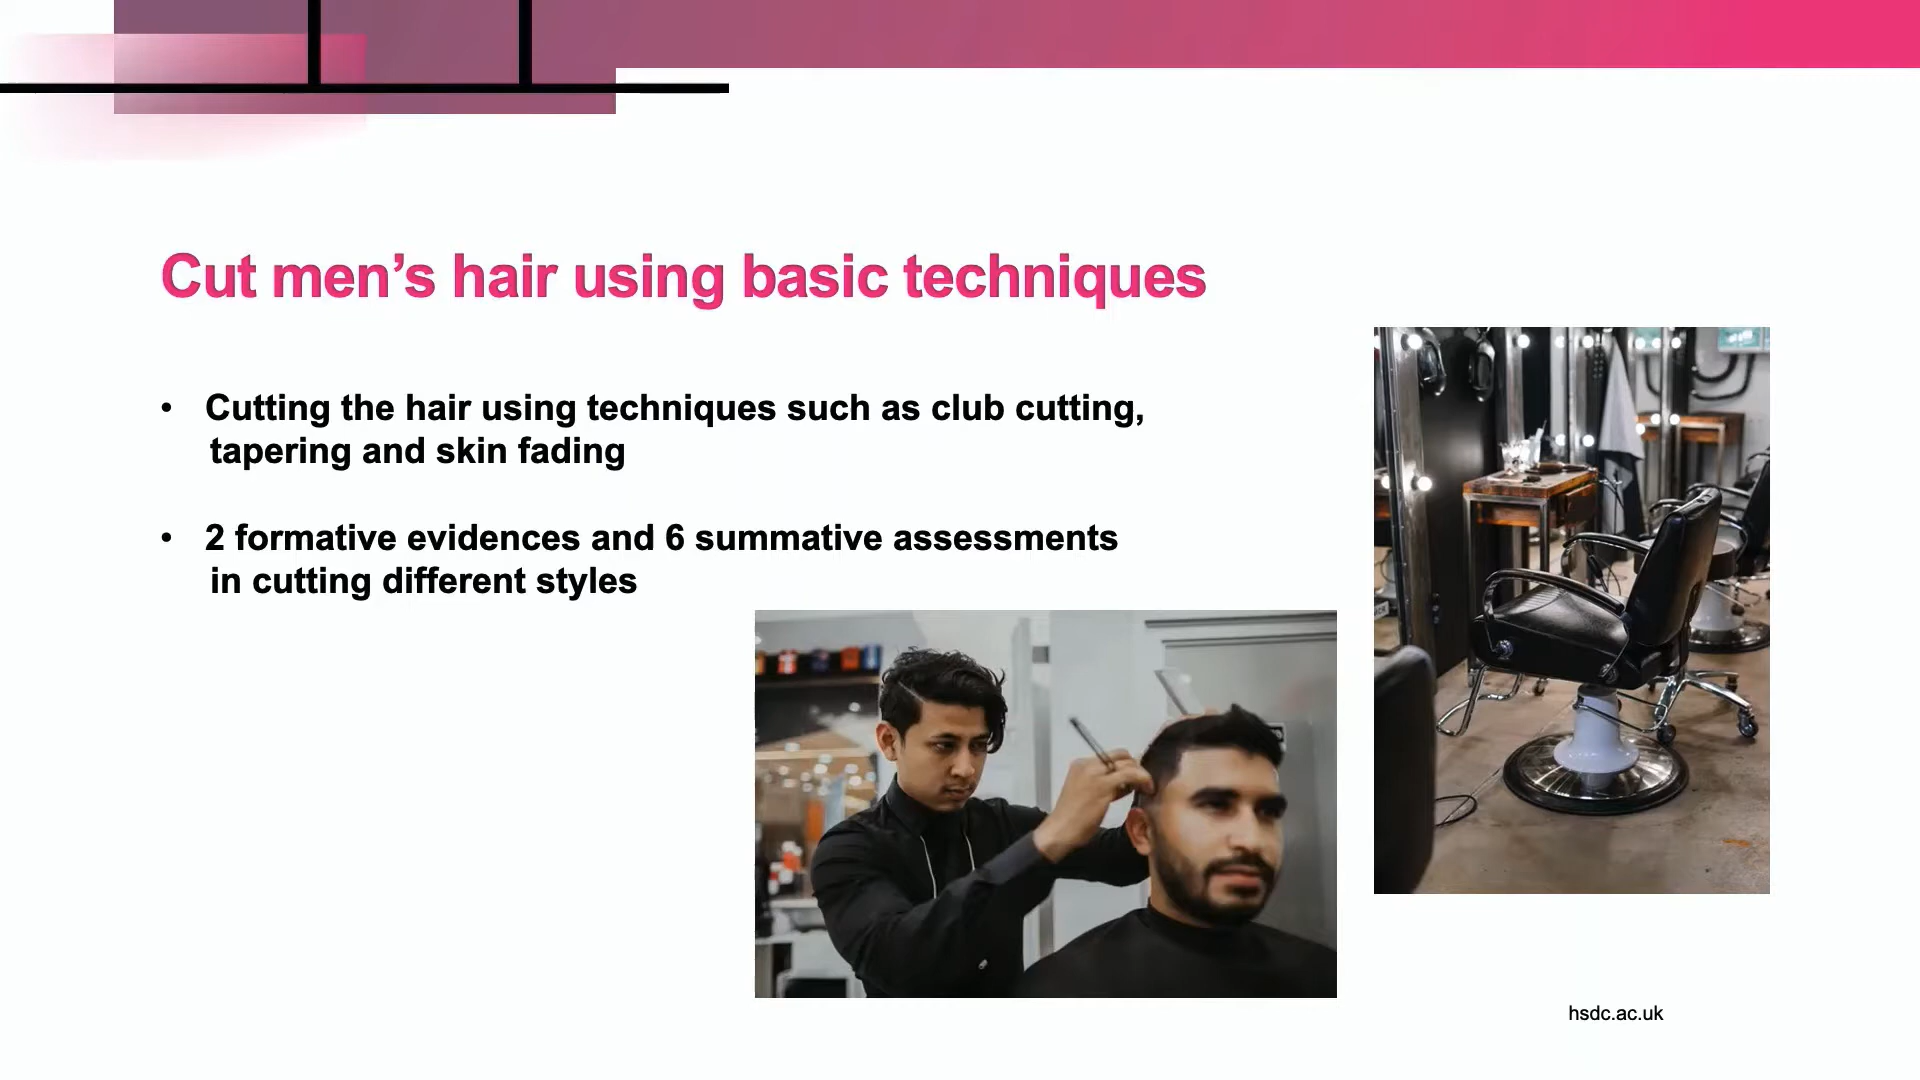 Cut men’s hair using basic techniques
• Cutting the hair using techniques such as club cutting,
tapering and skin fading
• 2 formative evidences and 6 summative assessments
in cutting different styles
hsdc.ac.uk